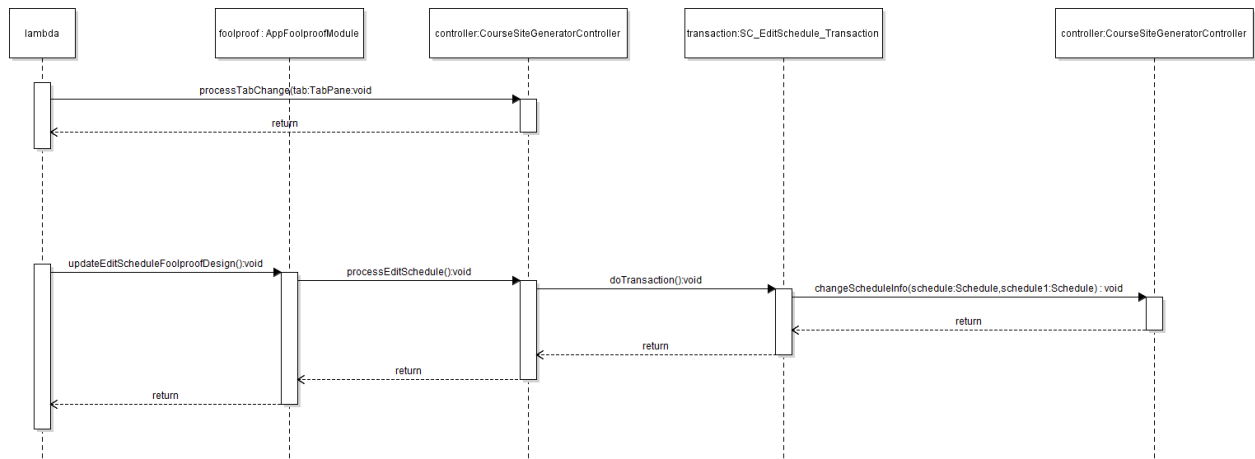 lambda
foolproof : AppFoolproofModule
controller:CourseSiteGeneratorController
transaction:SC_EditSchedule_Transaction
controller:CourseSiteGeneratorController
processTabChange(tab:TabPane:void
return
updateEditScheduleFoolproofDesign():void
processEditSchedule():void
doTransaction():void
changeScheduleInfo(schedule:Schedule,schedule1:Schedule) : void
return
return
return
return